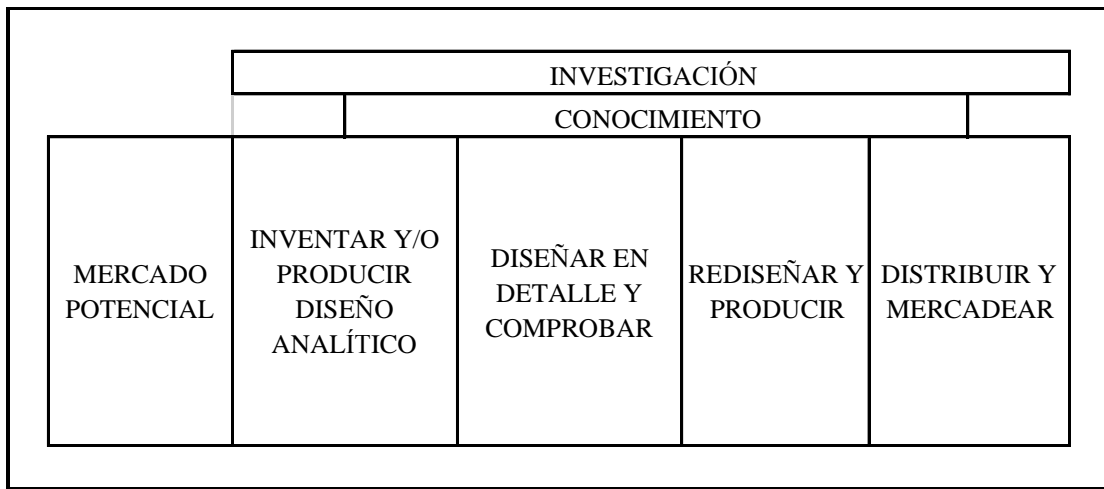 INVESTIGACIÓN
CONOCIMIENTO
MERCADO
POTENCIAL
INVENTAR Y/O
PRODUCIR
DISEÑO
ANALÍTICO
DISEÑAR EN
DETALLE Y
COMPROBAR
REDISEÑAR Y
PRODUCIR
DISTRIBUIR Y
MERCADEAR